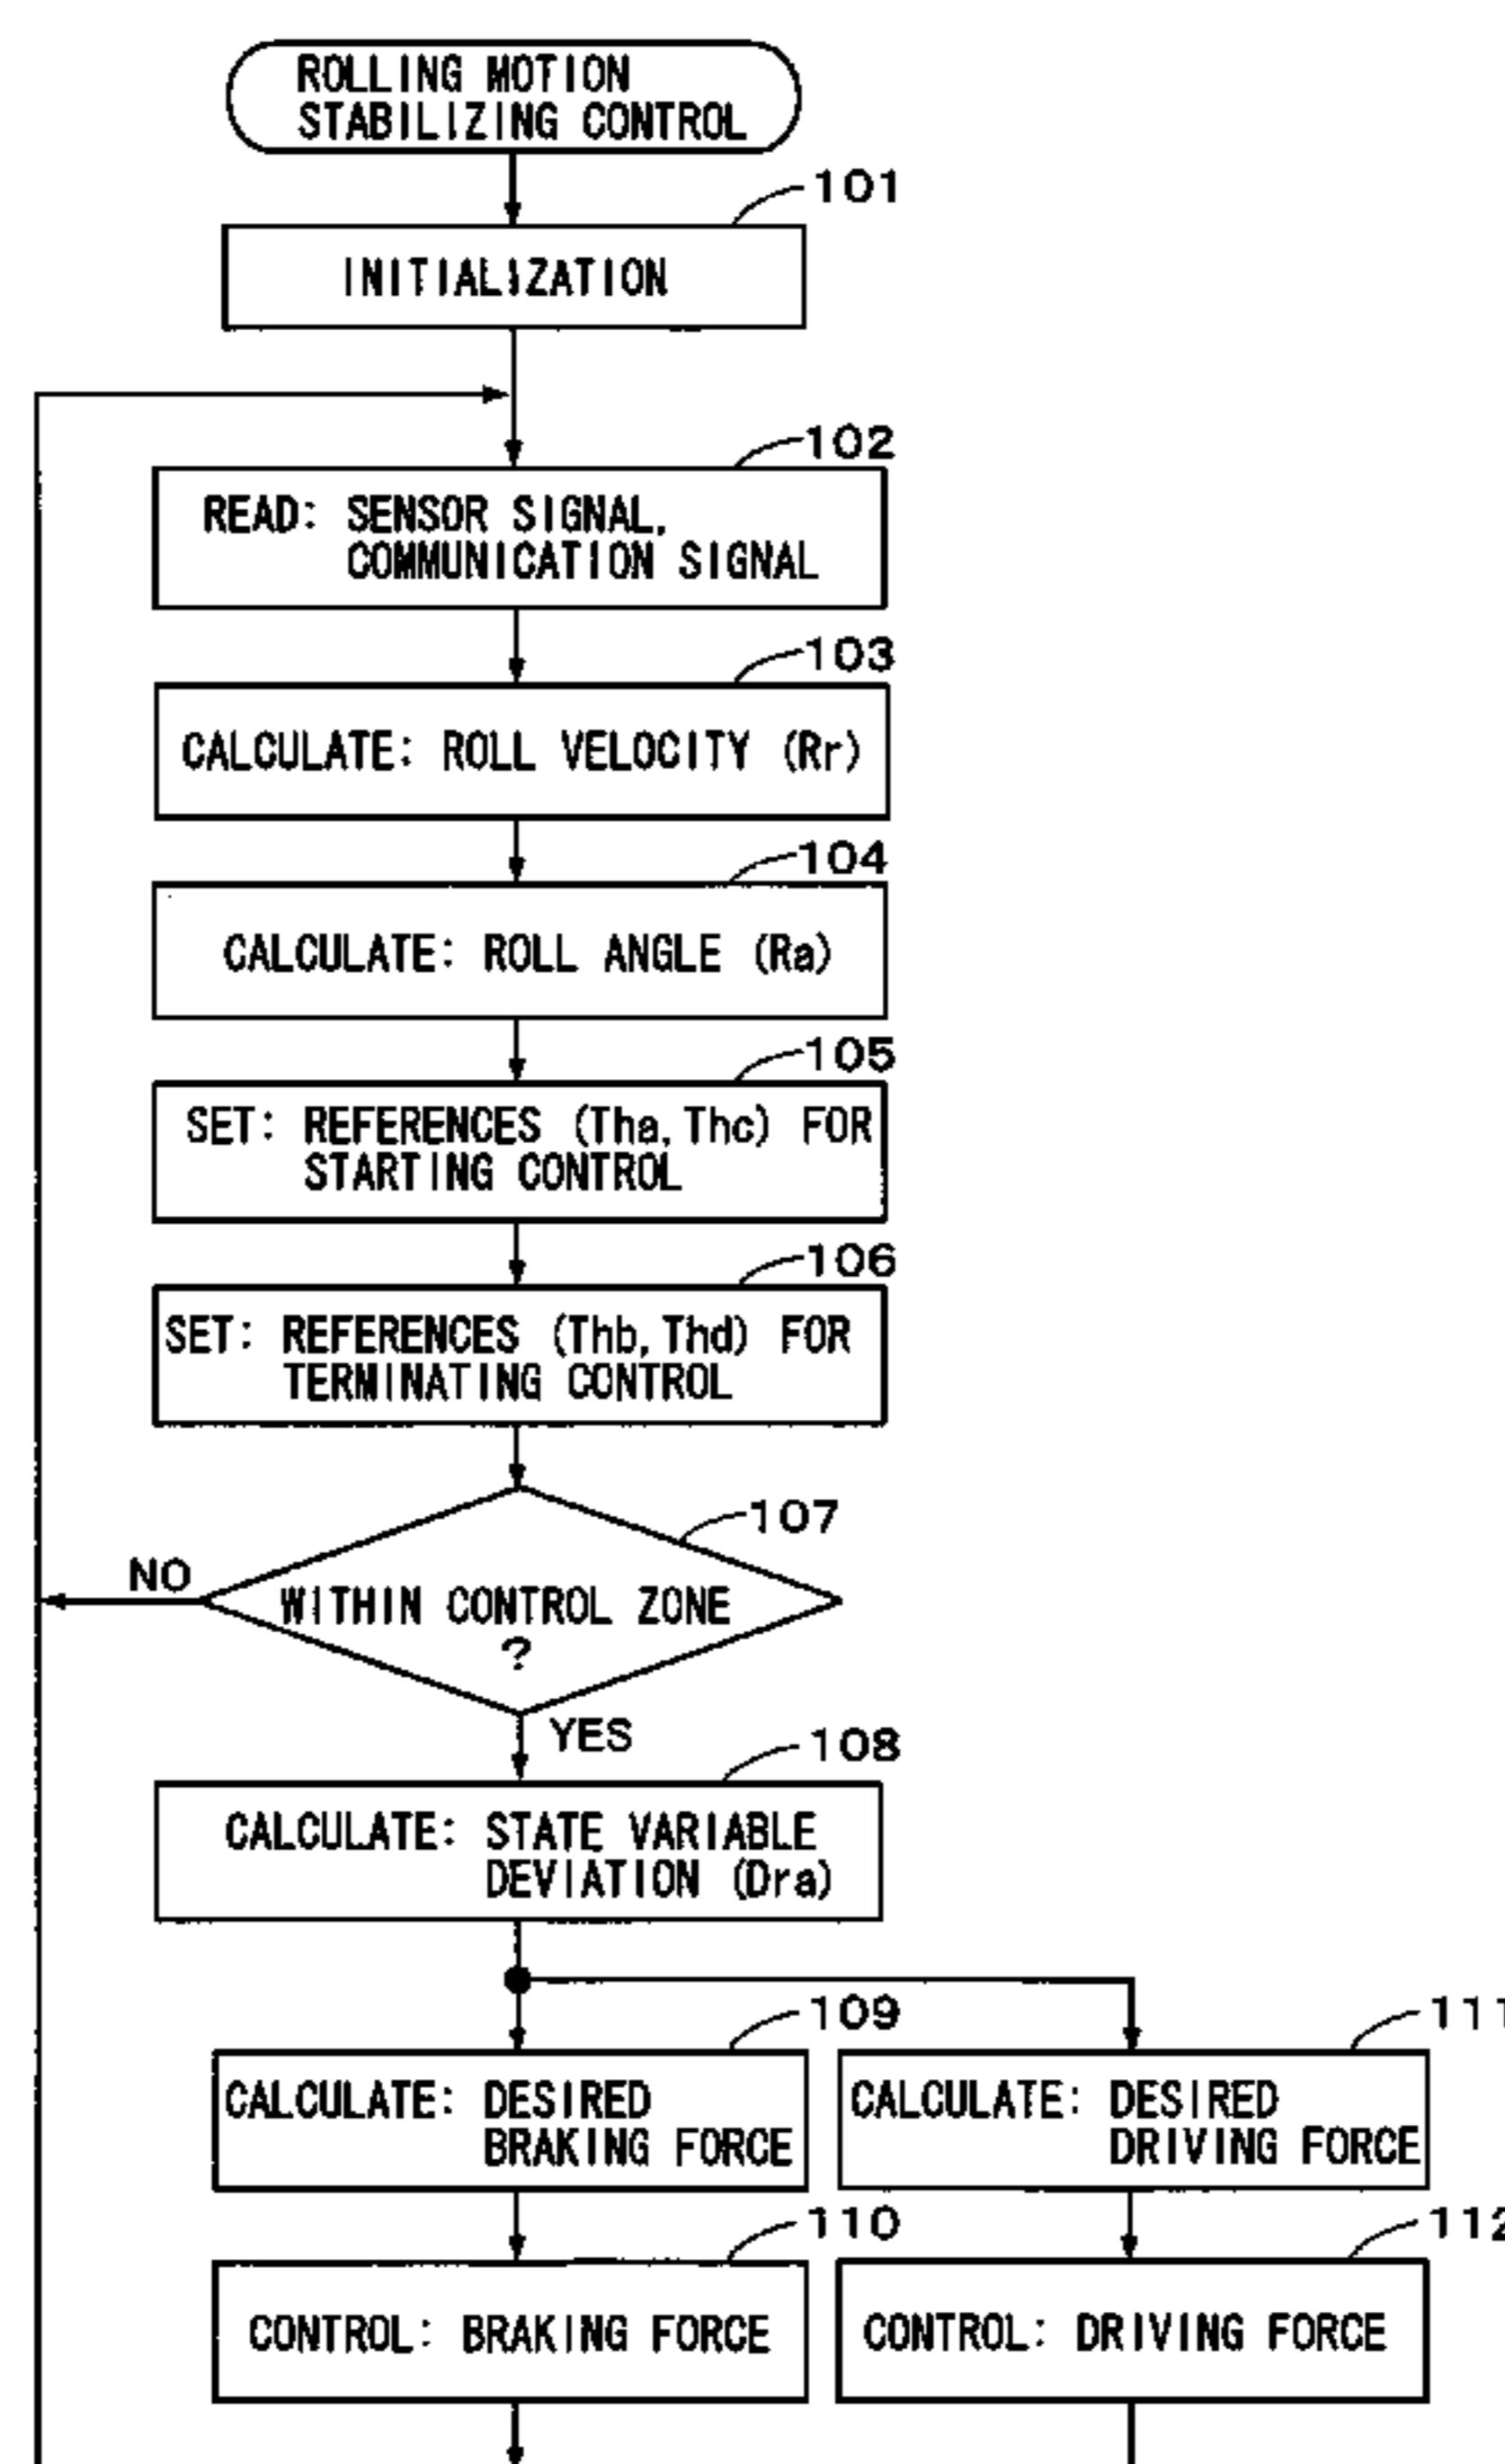 ROLLING MOTION
STABILIZING CONTROL
101
INITIALIZATION
102
READ: SENSOR SIGNAL,
COMMUNICATION SIGNAL
103
CALCULATE: ROLL VELOCITY (Rr)
104
CALCULATE: ROLL ANGLE (Ra)
105
SET: REFERENCES (Tha, Thc) FOR
STARTING CONTROL
106
SET: REFERENCES (Thb, Thd) FOR
TERMINATING CONTROL
107
NO
WITHIN CONTROL ZONE
?
YES
108
CALCULATE: STATE VARIABLE
DEVIATION (Dra)
109
CALCULATE: DESIRED
BRAKING FORCE
111
CALCULATE: DESIRED
DRIVING FORCE
110
CONTROL: BRAKING FORCE
112
CONTROL: DRIVING FORCE